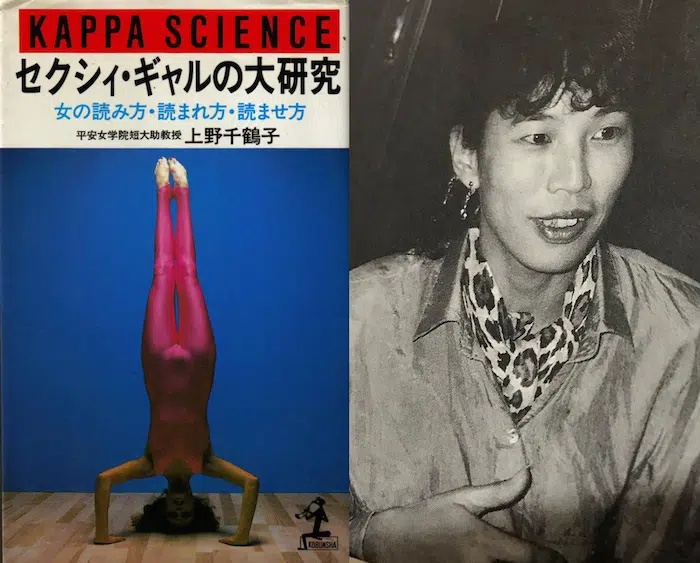 KAPPA SCIENCE
セクシィ・ギャルの大研究
女の読み方・読まれ方・読ませ方
平安女学院短大助教授 上野千鶴子
KOBUNSHA